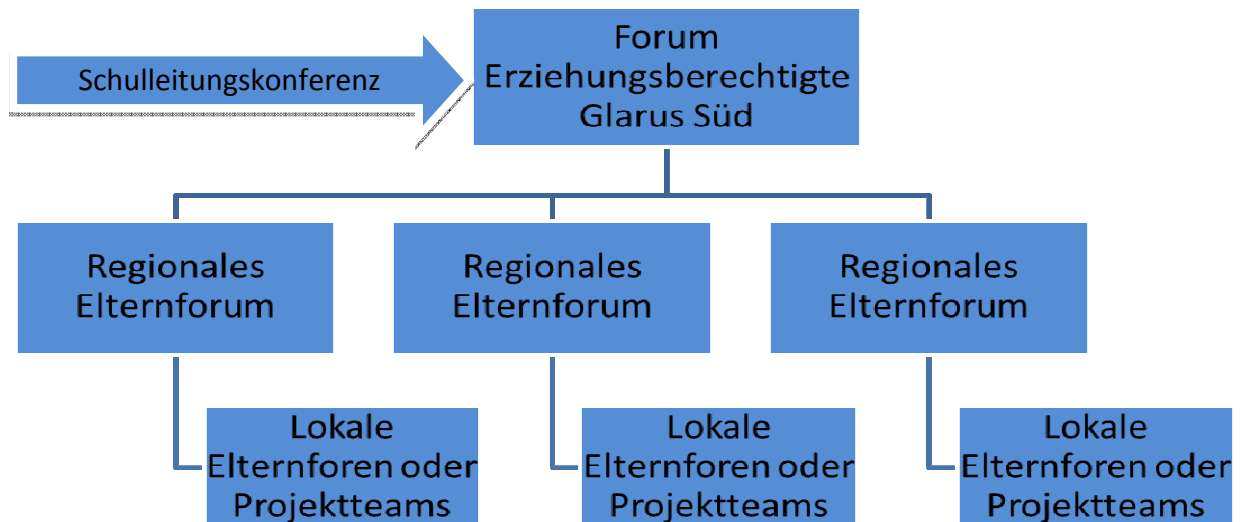 Schulleitungskonferenz
Forum
Erziehungsberechtigte
Glarus Süd
Regionales
Elternforum
Regionales
Elternforum
Regionales
Elternforum
Lokale
Elternforen oder
Projektteams
Lokale
Elternforen oder
Projektteams
Lokale
Elternforen oder
Projektteams